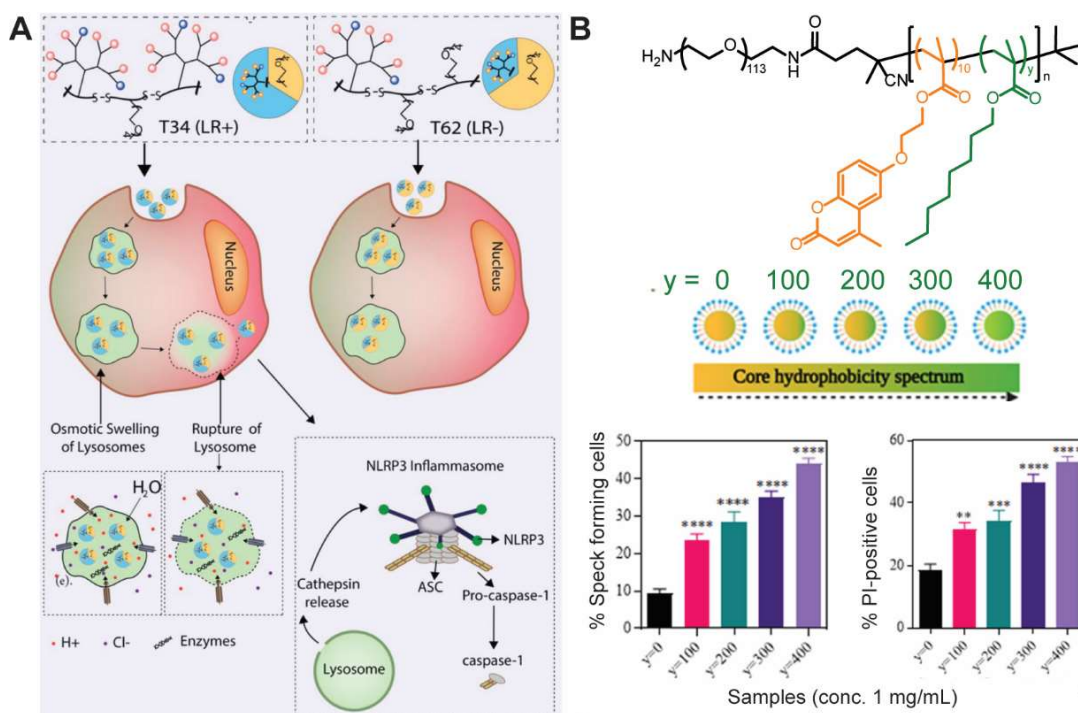 A
S-S
S-S
T34 (LR+)
S-S
S-S
T62 (LR-)
Nucleus
Nucleus
Osmotic Swelling
of Lysosomes
Rupture of
Lysosome
H2O
(e).
H+ Cl- Enzymes
NLRP3 Inflammasome
NLRP3
ASC
Pro-caspase-1
caspase-1
Cathepsin
release
Lysosome
B
H2N
O
113
N
H
O
CN
10
y
n
O
O
O
O
O
O
O
y = 0 100 200 300 400
Core hydrophobicity spectrum
% Speck forming cells
50
40
30
20
10
0
****
****
****
****
y=0
y=100
y=200
y=300
y=400
% PI-positive cells
60
40
20
0
**
***
****
****
y=0
y=100
y=200
y=300
y=400
Samples (conc. 1 mg/mL)